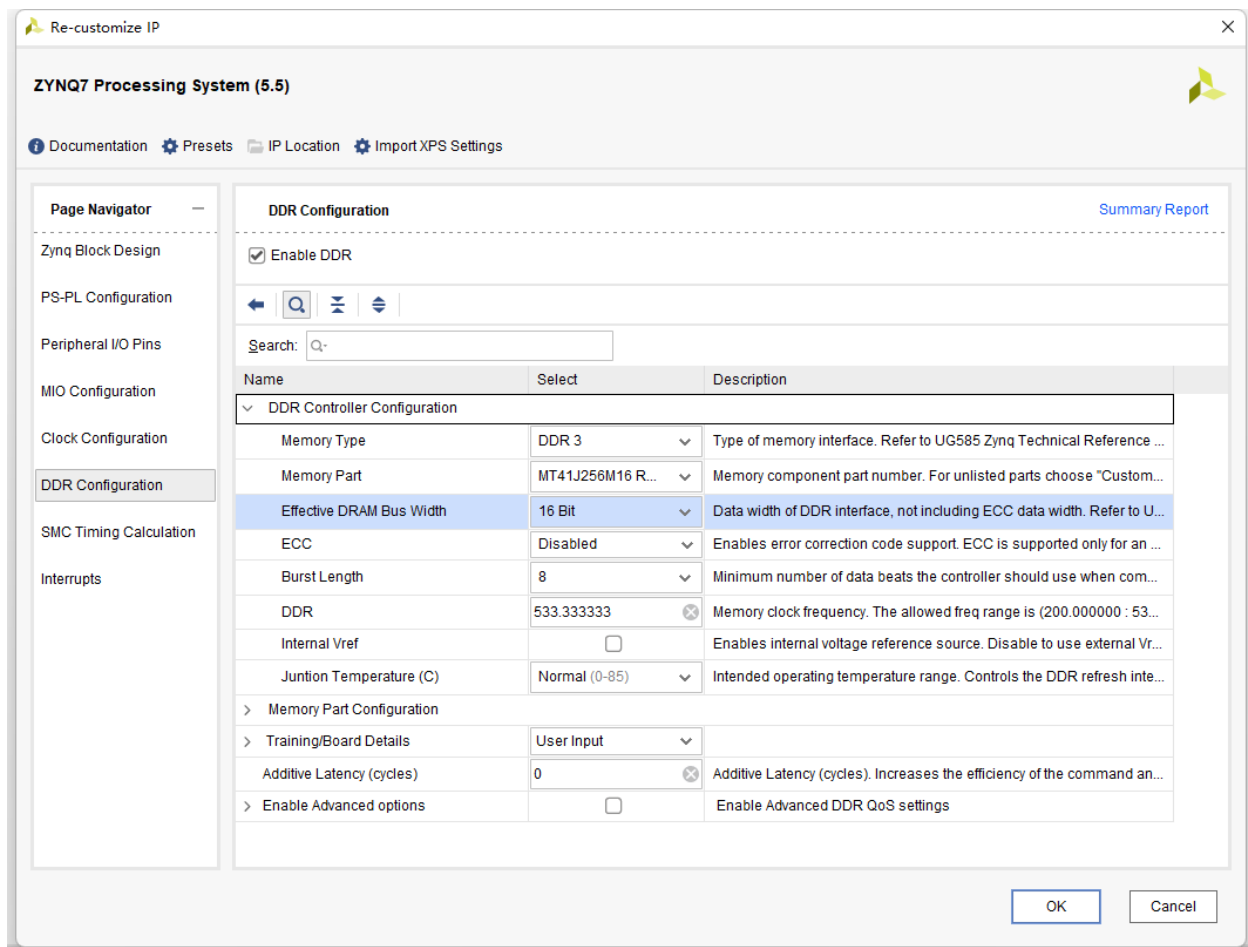 Re-customize IP
ZYNQ7 Processing System (5.5)
Documentation Presets IP Location Import XPS Settings
Page Navigator
Zynq Block Design
PS-PL Configuration
Peripheral I/O Pins
MIO Configuration
Clock Configuration
DDR Configuration
SMC Timing Calculation
Interrupts
DDR Configuration Summary Report
Enable DDR
Search:
Name Select Description
DDR Controller Configuration
Memory Type DDR 3 Type of memory interface. Refer to UG585 Zynq Technical Reference ...
Memory Part MT41J256M16 R... Memory component part number. For unlisted parts choose "Custom...
Effective DRAM Bus Width 16 Bit Data width of DDR interface, not including ECC data width. Refer to U...
ECC Disabled Enables error correction code support. ECC is supported only for an ...
Burst Length 8 Minimum number of data beats the controller should use when com...
DDR 533.333333 Memory clock frequency. The allowed freq range is (200.000000 : 53...
Internal Vref Enables internal voltage reference source. Disable to use external Vr...
Juntion Temperature (C) Normal (0-85) Intended operating temperature range. Controls the DDR refresh inte...
Memory Part Configuration
Training/Board Details User Input
Additive Latency (cycles) 0 Additive Latency (cycles). Increases the efficiency of the command an...
Enable Advanced options Enable Advanced DDR QoS settings
OK Cancel